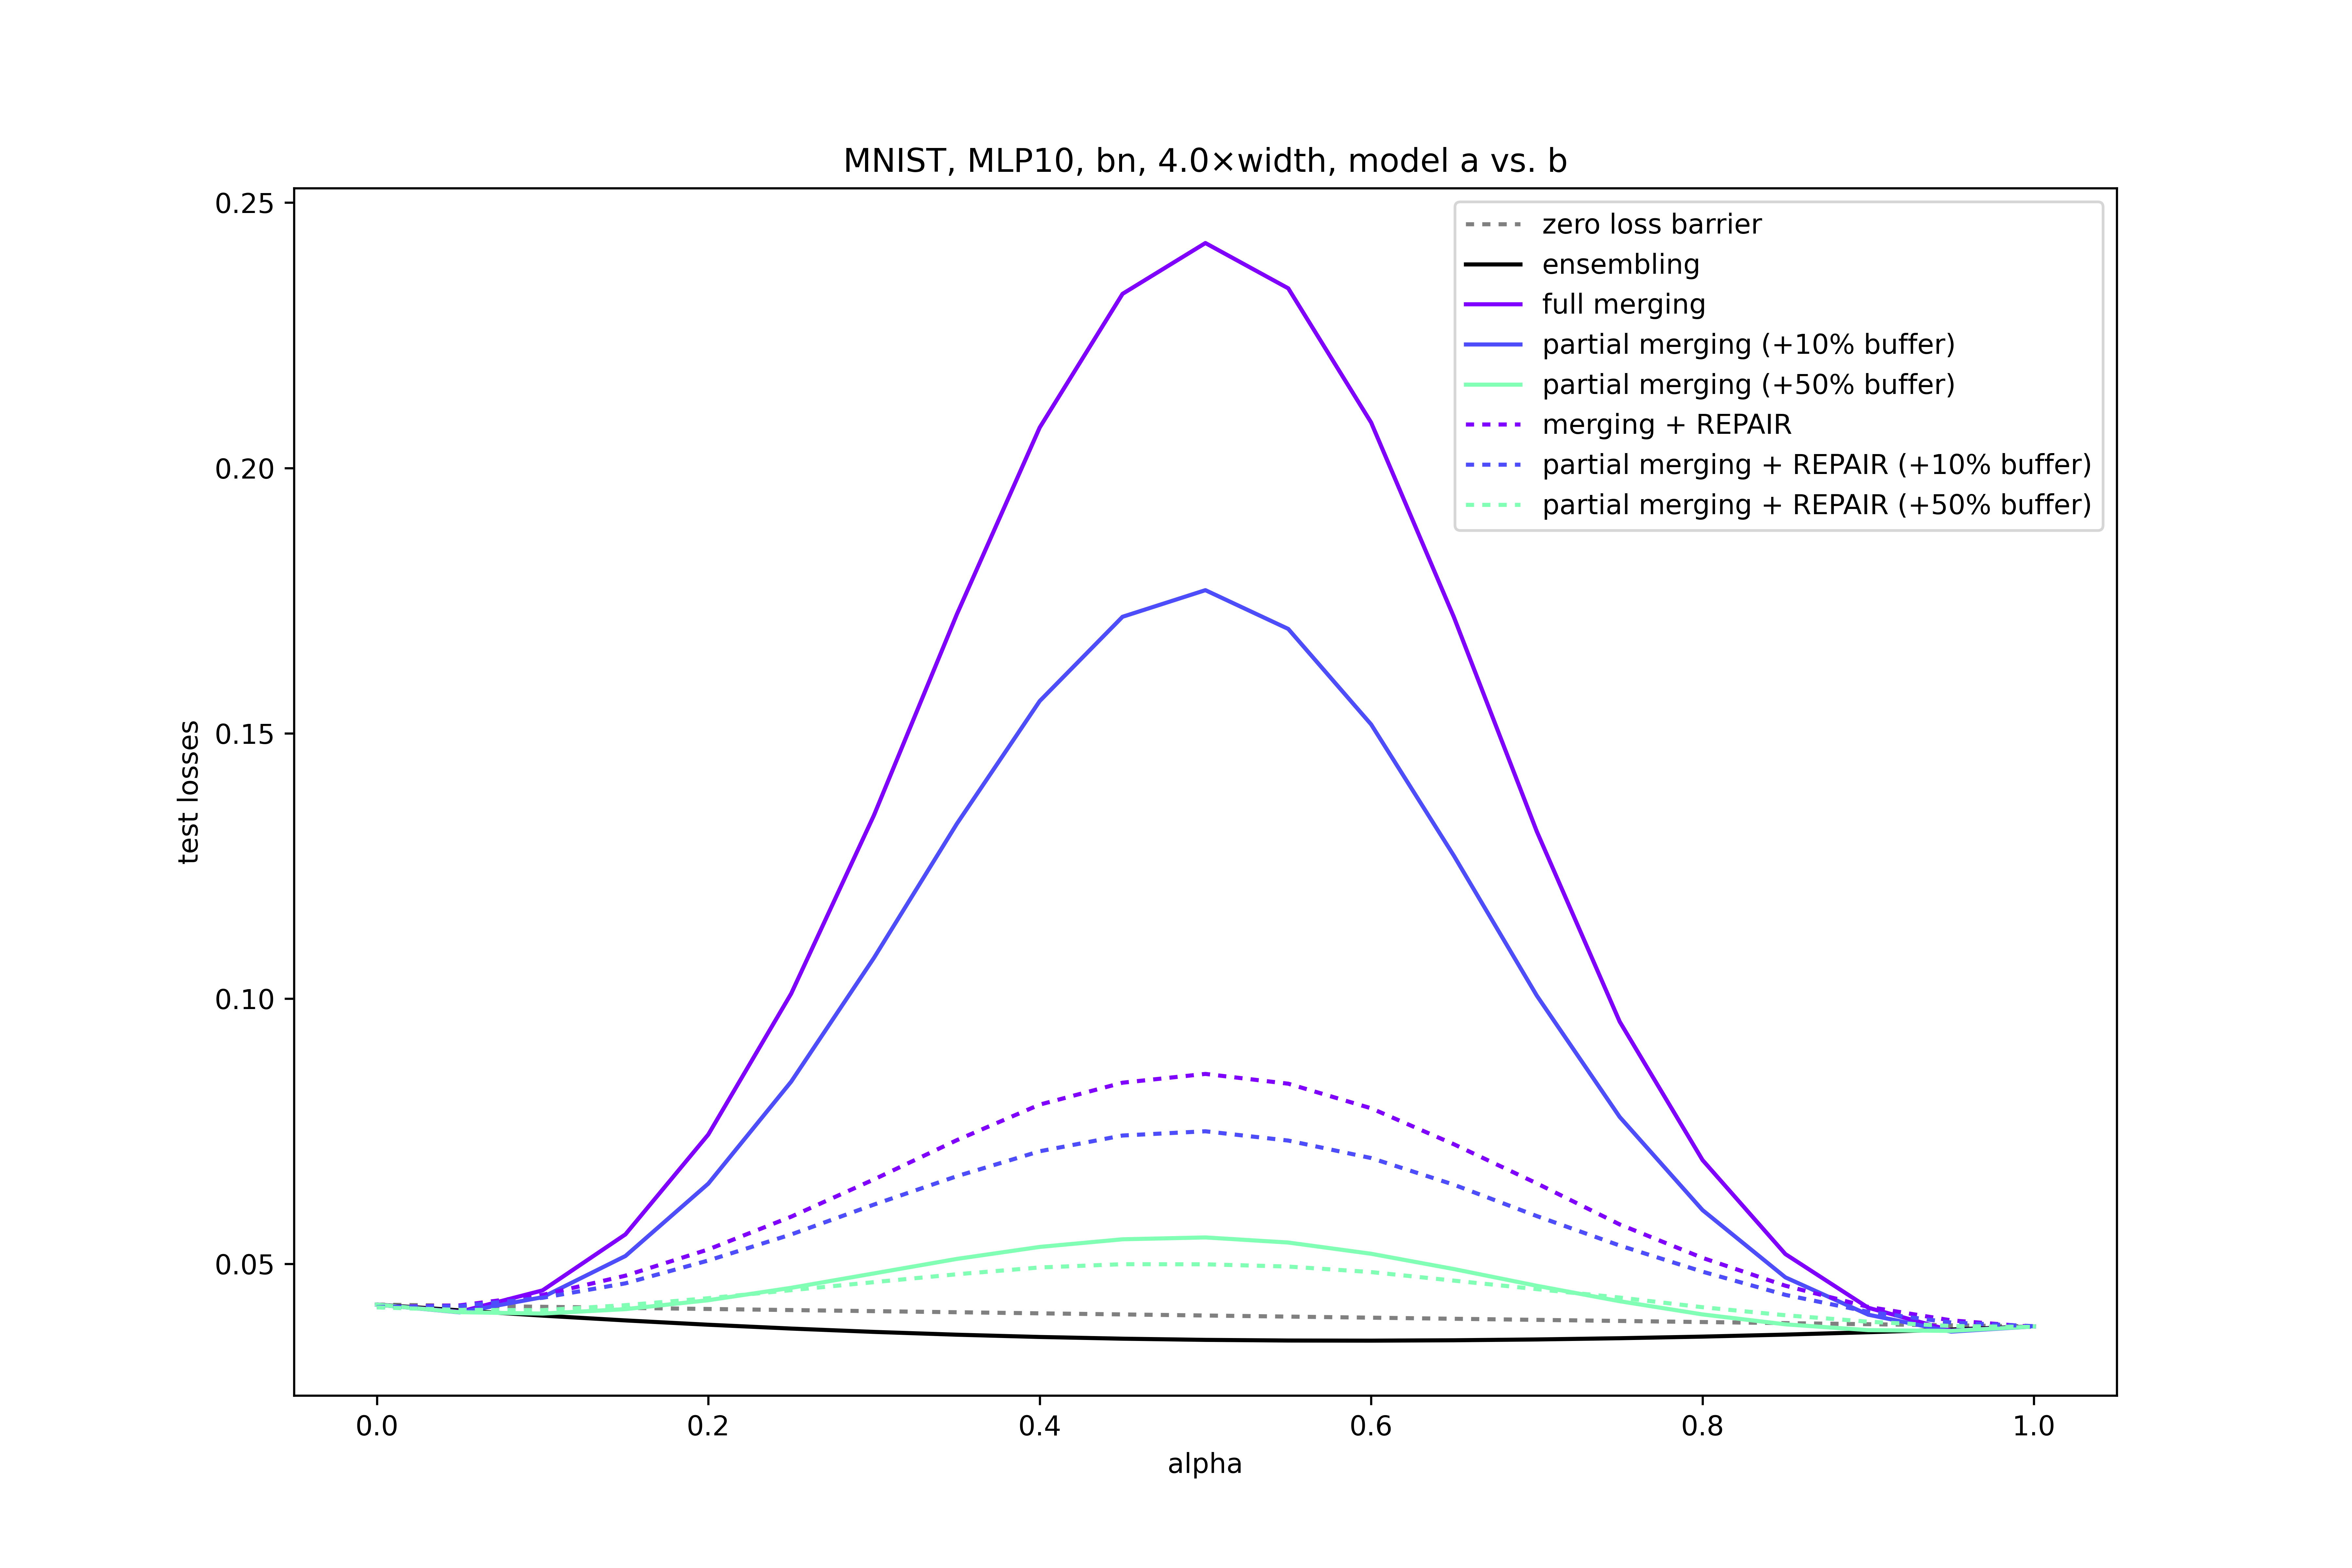 MNIST, MLP10, bn, 4.0×width, model a vs. b
0.25
0.20
0.15
0.10
0.05
test losses
zero loss barrier
ensembling
full merging
partial merging (+10% buffer)
partial merging (+50% buffer)
merging + REPAIR
partial merging + REPAIR (+10% buffer)
partial merging + REPAIR (+50% buffer)
0.0 0.2 0.4 0.6 0.8 1.0
alpha